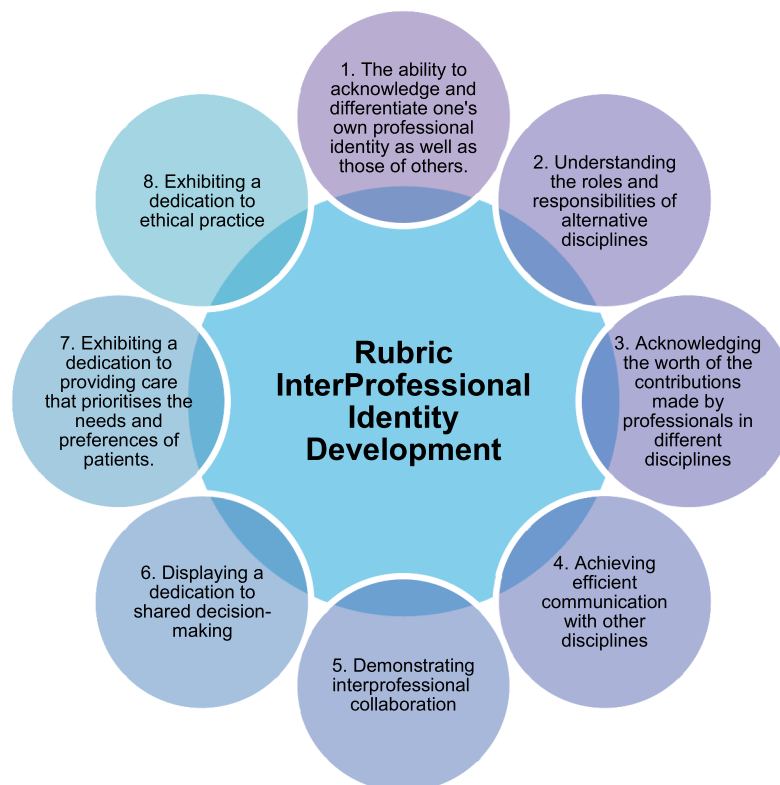 1. The ability to
acknowledge and
differentiate one's
own professional
identity as well as
those of others.
2. Understanding
the roles and
responsibilities of
alternative
disciplines
3. Acknowledging
the worth of the
contributions
made by
professionals in
different
disciplines
4. Achieving
efficient
communication
with other
disciplines
5. Demonstrating
interprofessional
collaboration
6. Displaying a
dedication to
shared decision-
making
7. Exhibiting a
dedication to
providing care
that prioritises the
needs and
preferences of
patients.
8. Exhibiting a
dedication to
ethical practice
Rubric
InterProfessional
Identity
Development